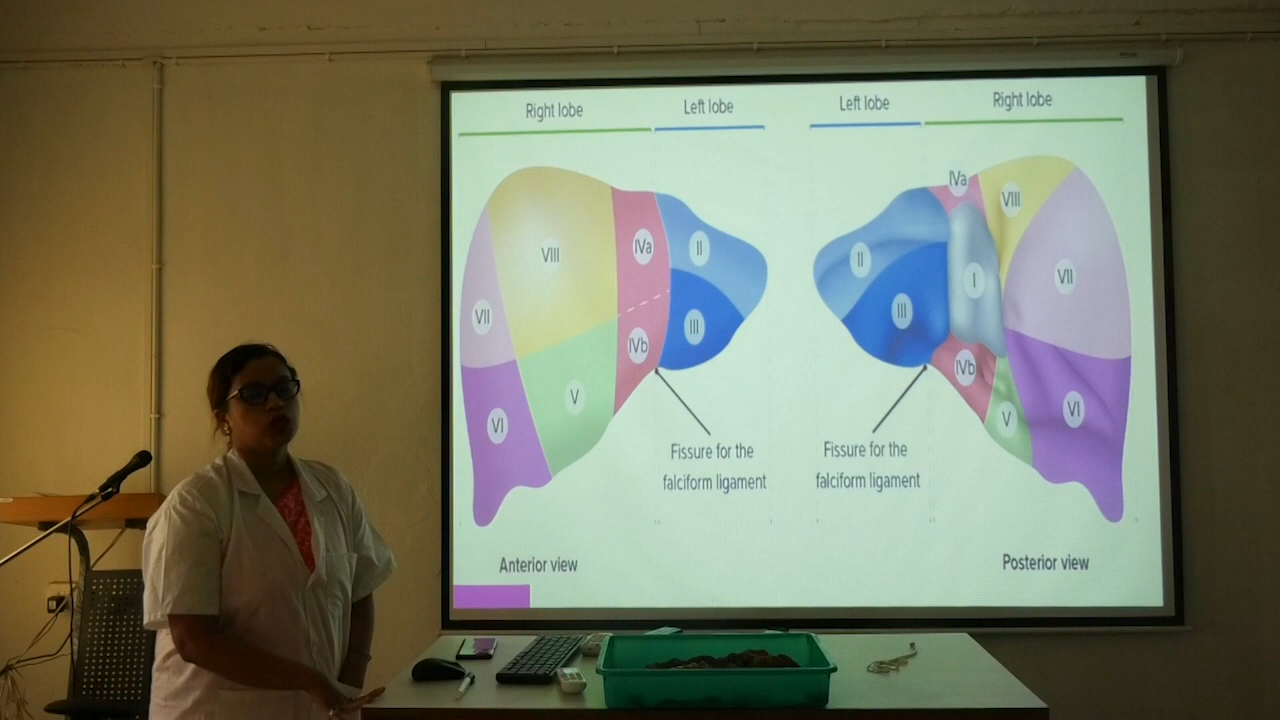 Right lobe
Left lobe
Left lobe
Right lobe
VIII
IVa
II
VII
III
IVb
V
VI
IVa
VIII
II
I
VII
III
IVb
V
VI
Fissure for the
falciform ligament
Fissure for the
falciform ligament
Anterior view
Posterior view